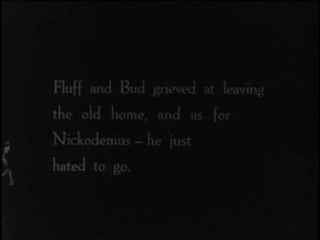 Fluff and Bud grieved at leaving
the old home, and as for
Nickodemus – he just
hated to go.